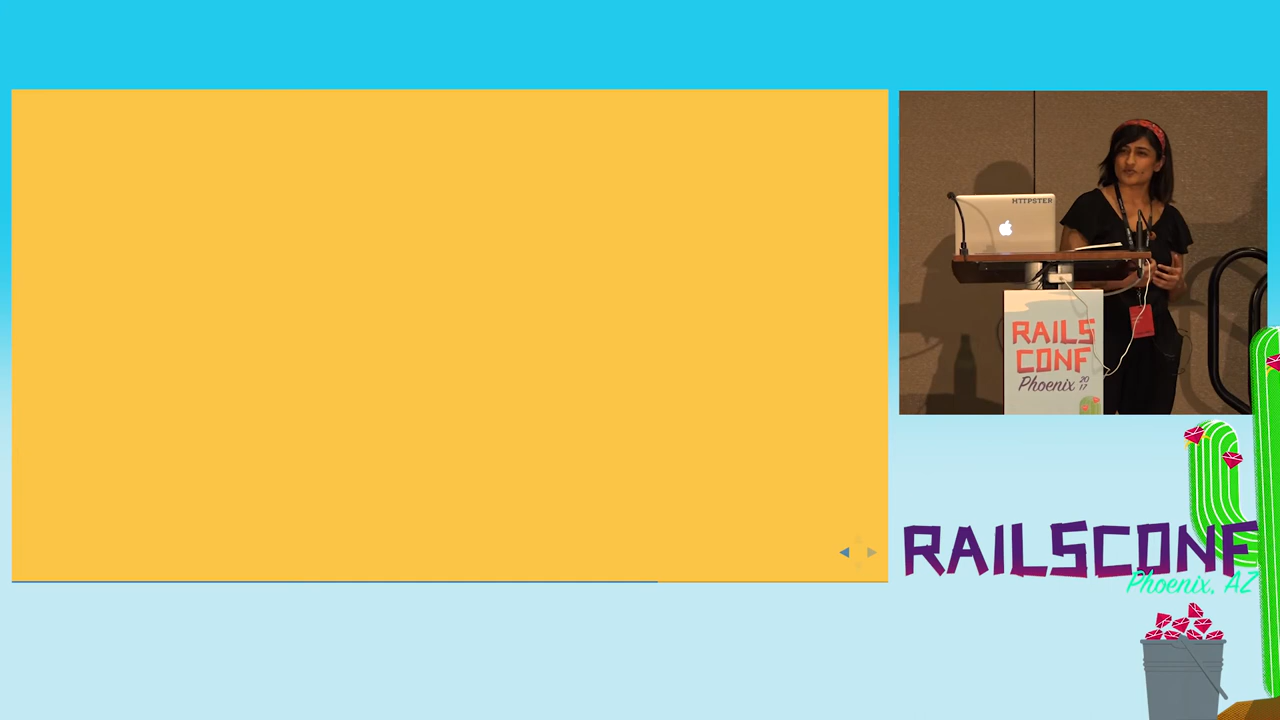 HTTPSTER
RAILS
CONF
Phoenix 2017
RAILSCONF
Phoenix, AZ